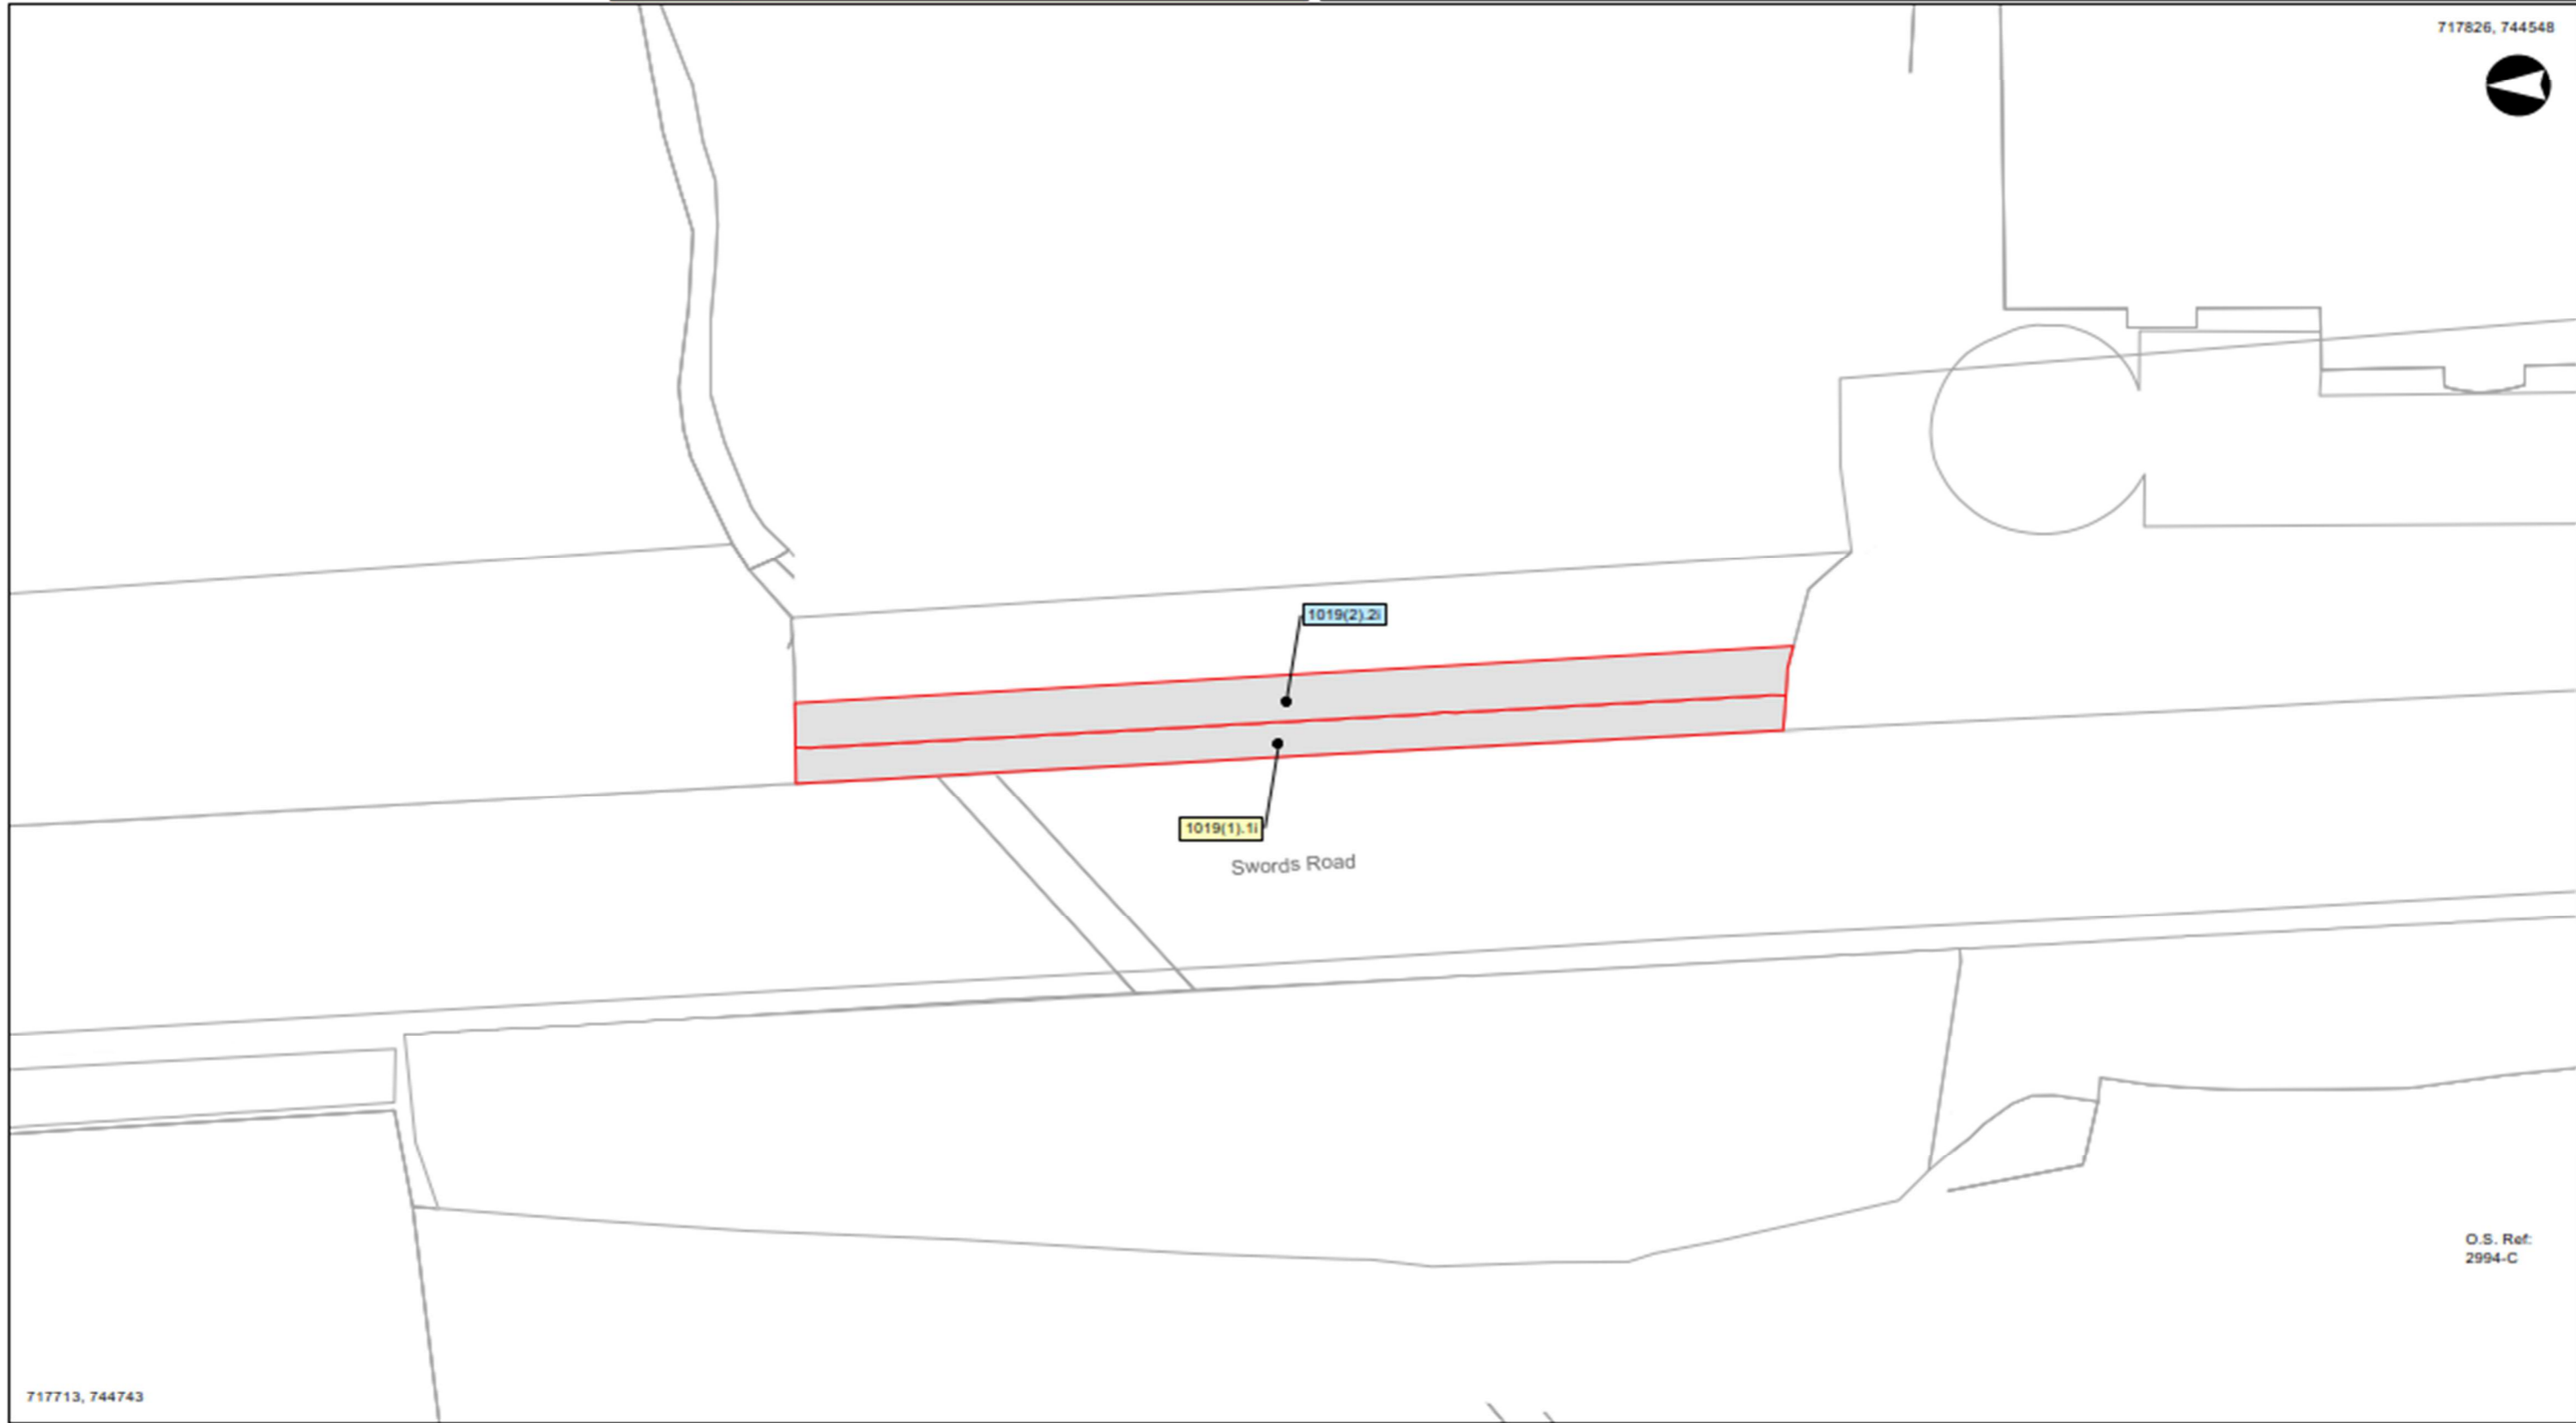 717826, 744548
1019(2).2i
1019(1).1i
Swords Road
O.S. Ref:
2994-C
717713, 744743